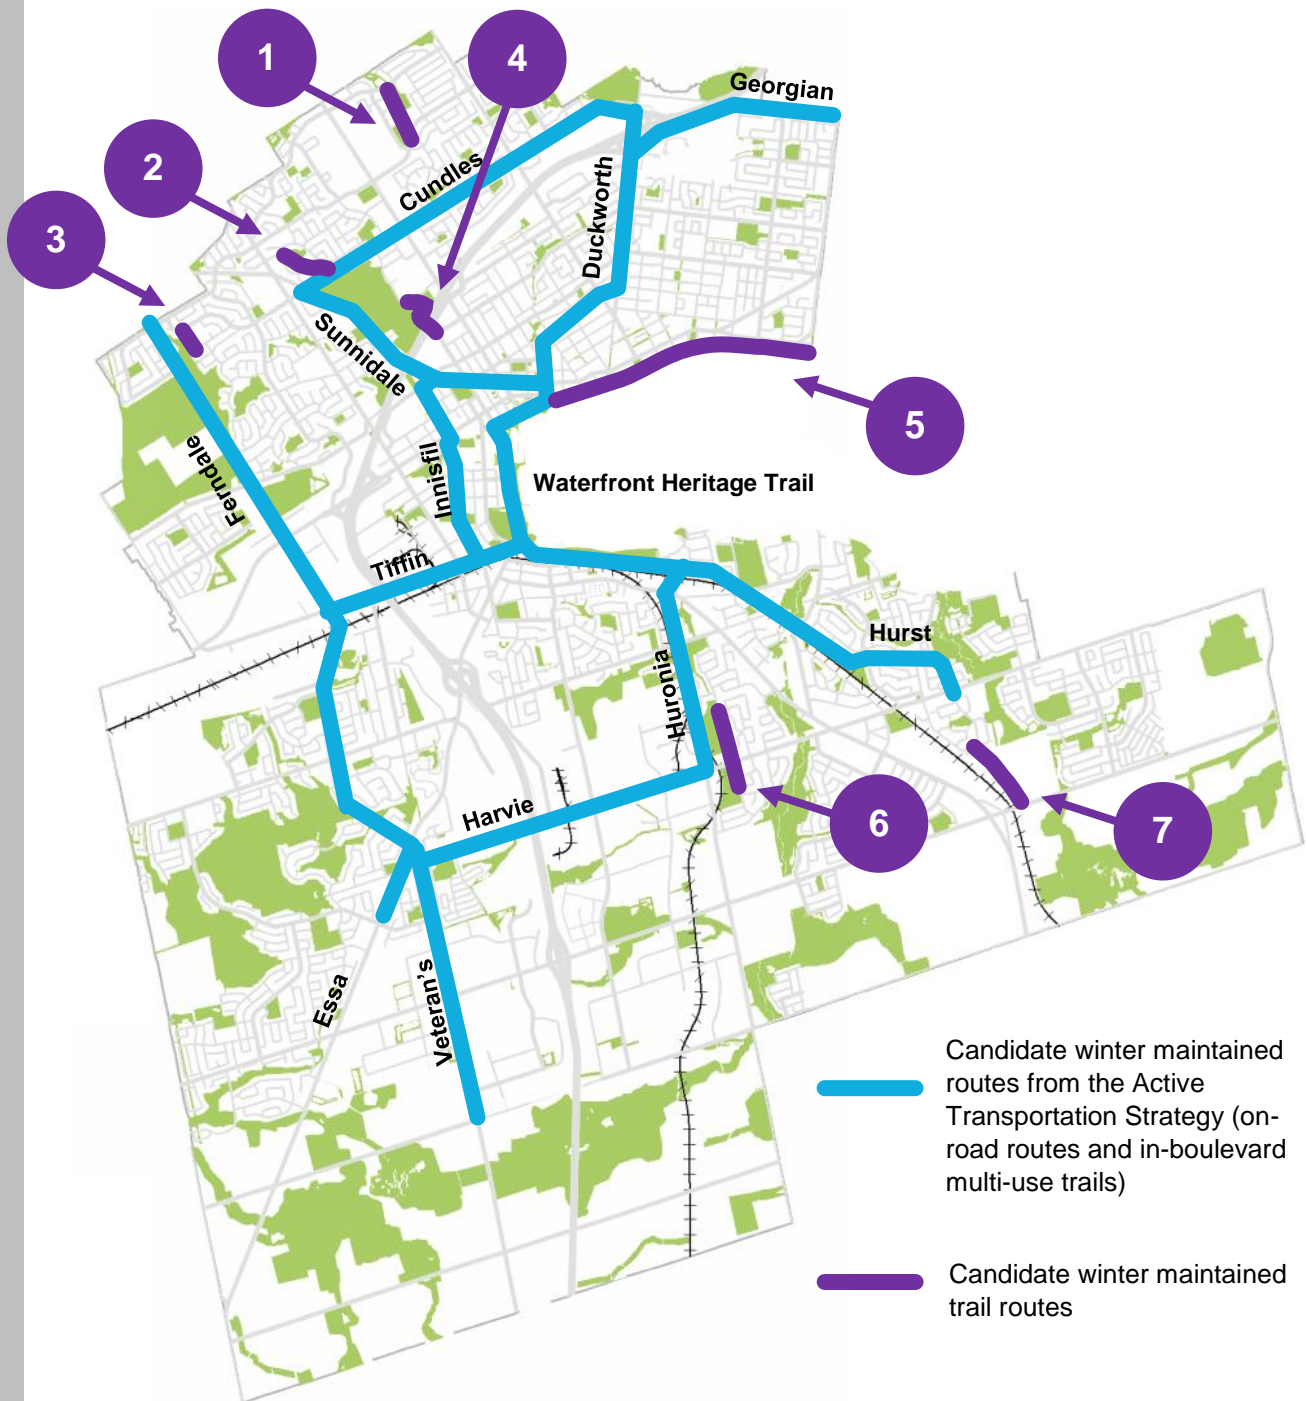 1
4
Georgian
2
Cundles
3
Duckworth
Sunnidale
5
Ferndale
Innisfil
Waterfront Heritage Trail
Tiffin
Hurst
Huronia
Harvie
6
7
Essa
Veteran's
Candidate winter maintained
routes from the Active
Transportation Strategy (on-
road routes and in-boulevard
multi-use trails)
Candidate winter maintained
trail routes